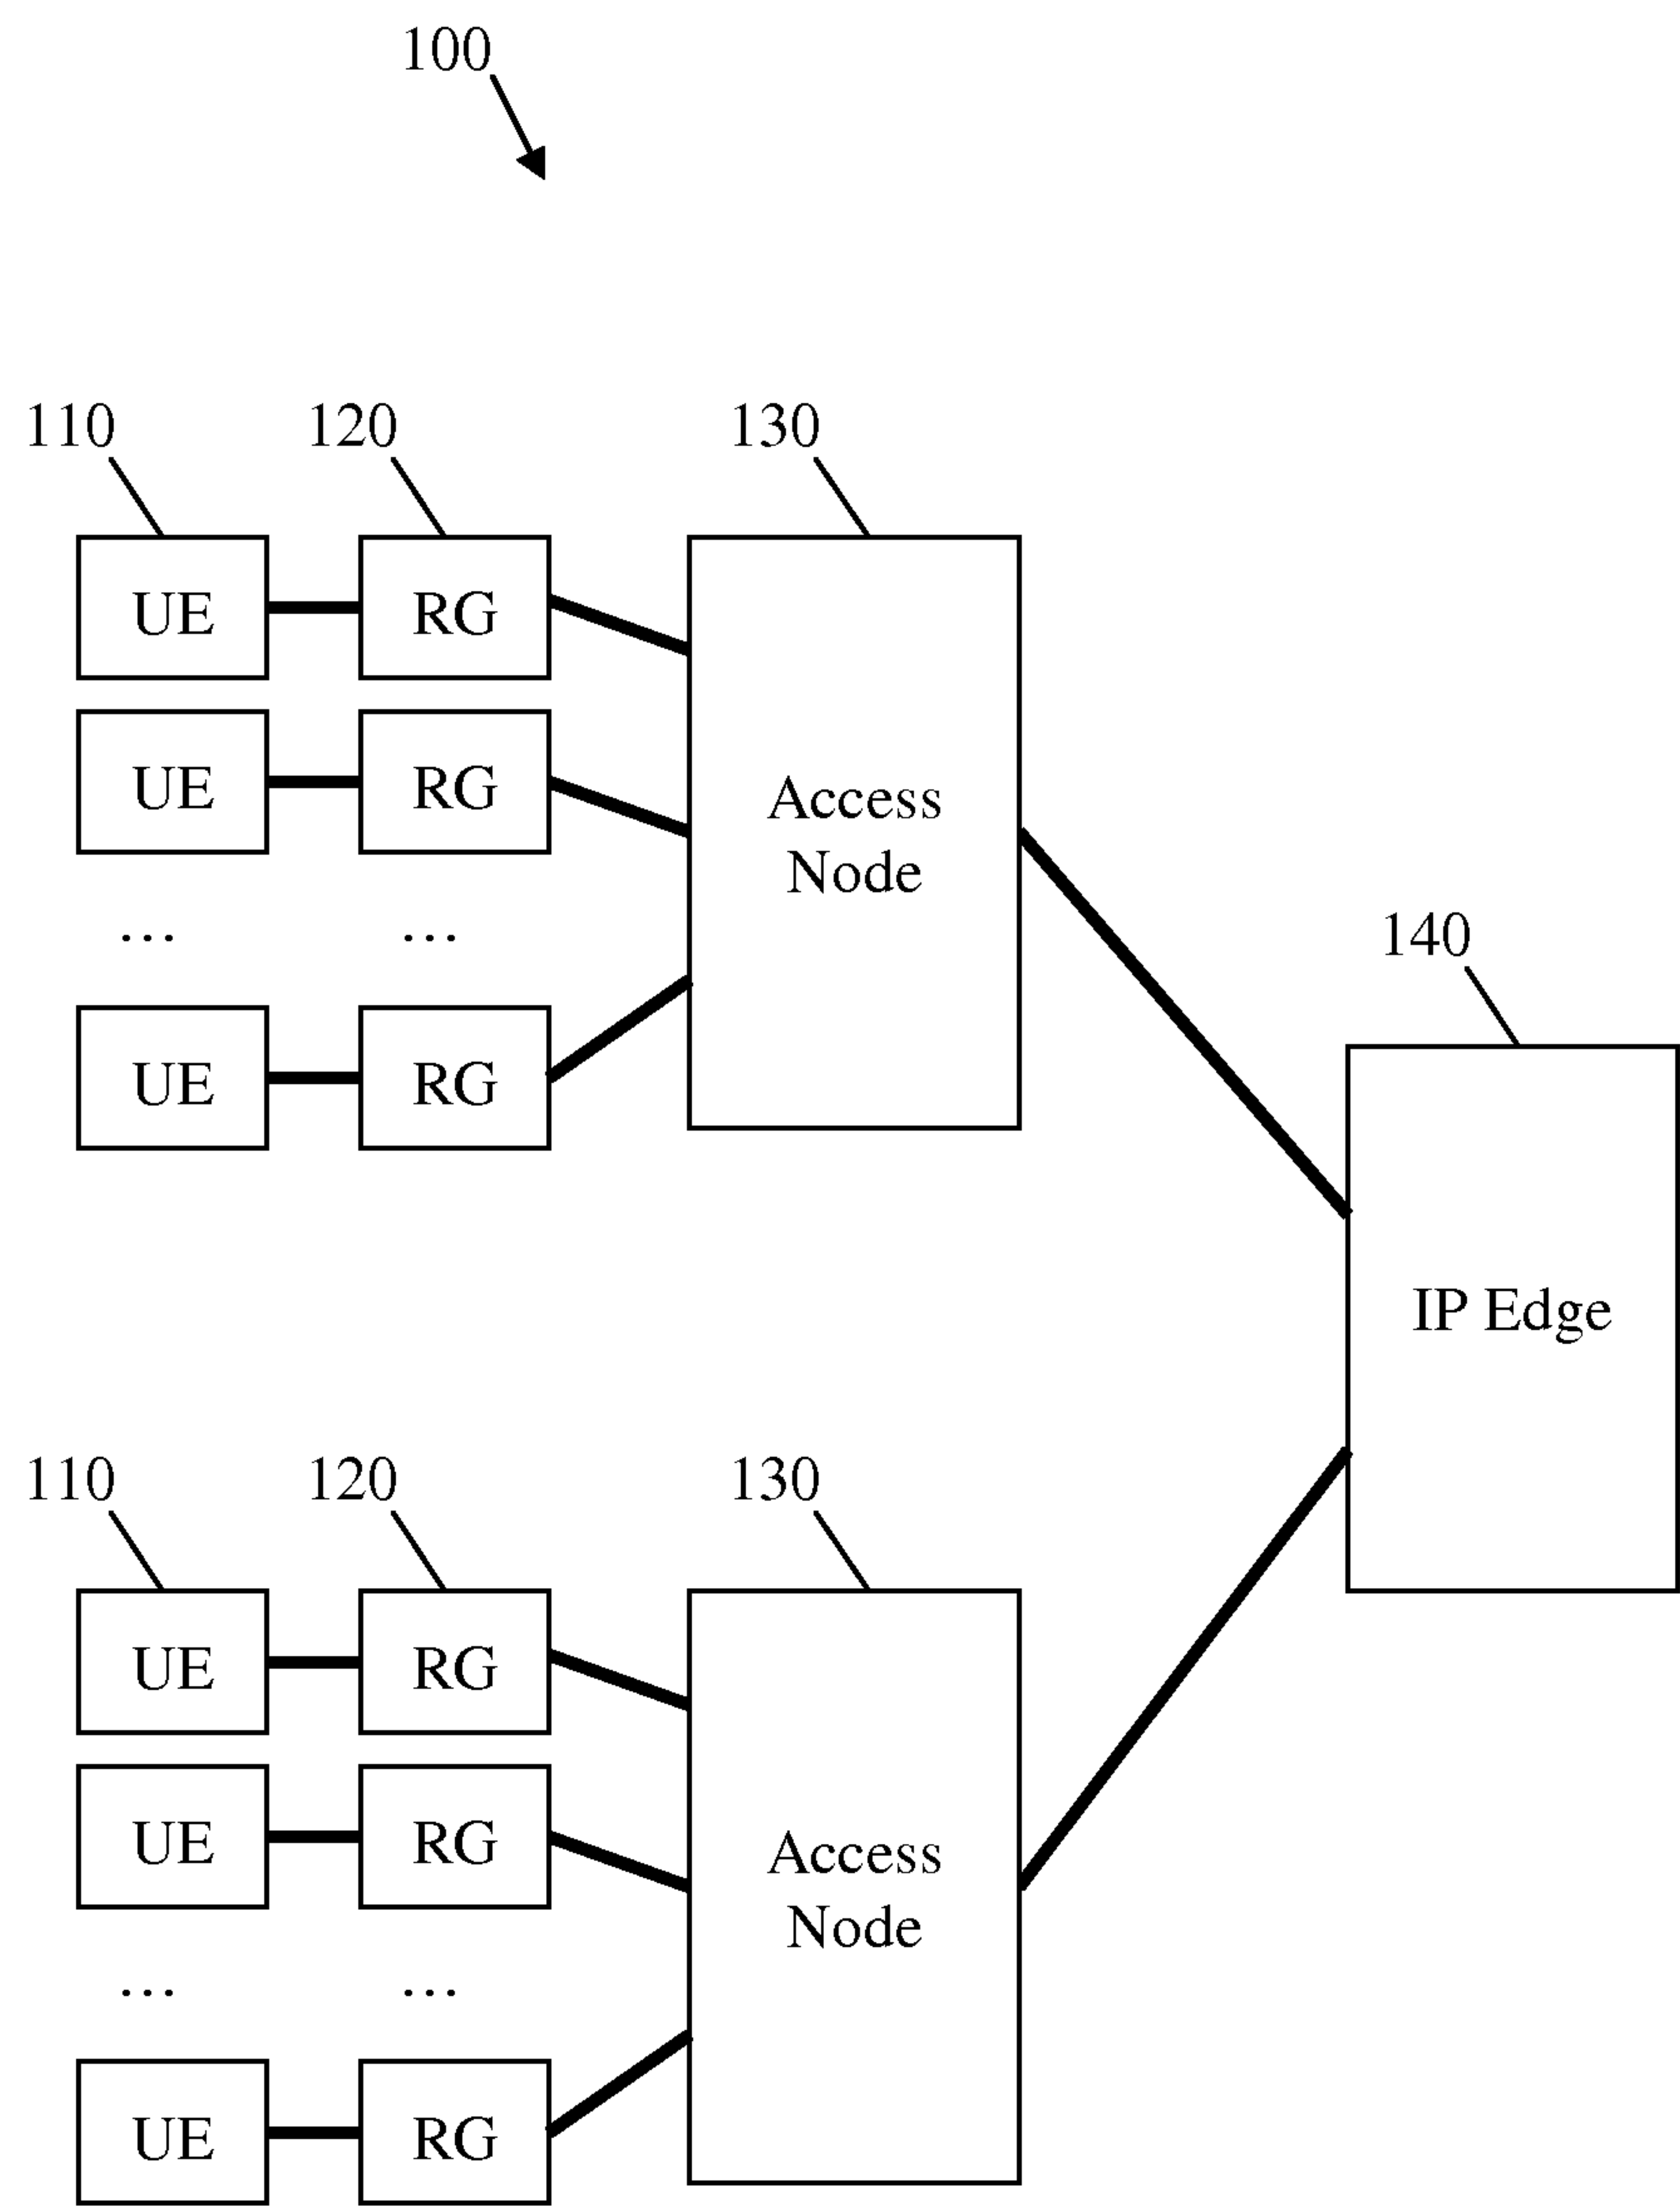 100
110 120 130
UE RG
UE RG
Access
Node
... ...
140
UE RG
IP Edge
110 120 130
UE RG
UE RG
Access
Node
... ...
UE RG